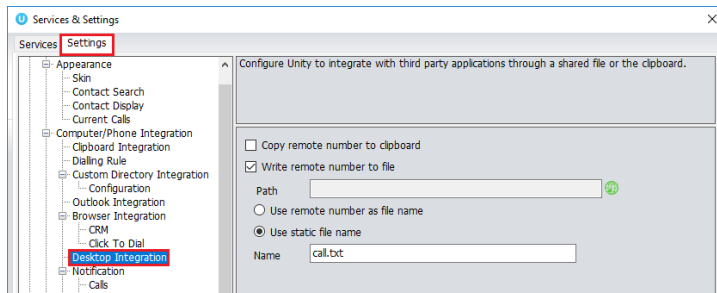 Services & Settings
Services Settings
Appearance
Skin
Contact Search
Contact Display
Current Calls
Computer/Phone Integration
Clipboard Integration
Dialling Rule
Custom Directory Integration
Configuration
Outlook Integration
Browser Integration
CRM
Click To Dial
Desktop Integration
Notification
Calls
Configure Unity to integrate with third party applications through a shared file or the clipboard.
Copy remote number to clipboard
Write remote number to file
Path
Use remote number as file name
Use static file name
Name call.txt